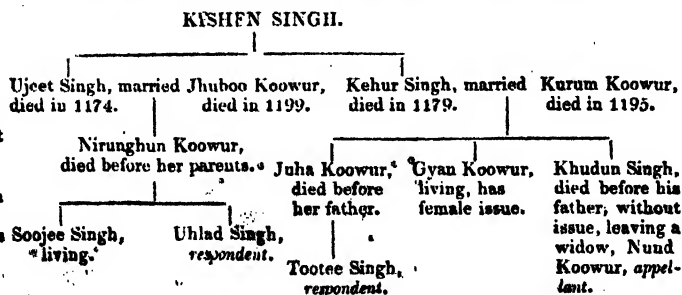 KISHEN SINGH.
Ujeet Singh, married Jhuboo Koowur,
died in 1174. died in 1199.
Kehur Singh, married Kurum Koowur,
died in 1179. died in 1195.
Nirunghun Koowur,
died before her parents.
Juha Koowur,
died before
her father.
Gyan Koowur,
living, has
female issue.
Khudun Singh,
died before his
father, without
issue, leaving a
widow, Nund
Koowur, appel-
lant.
Soojee Singh,
living.
Uhlad Singh,
respondent.
Tootee Singh,
respondent.